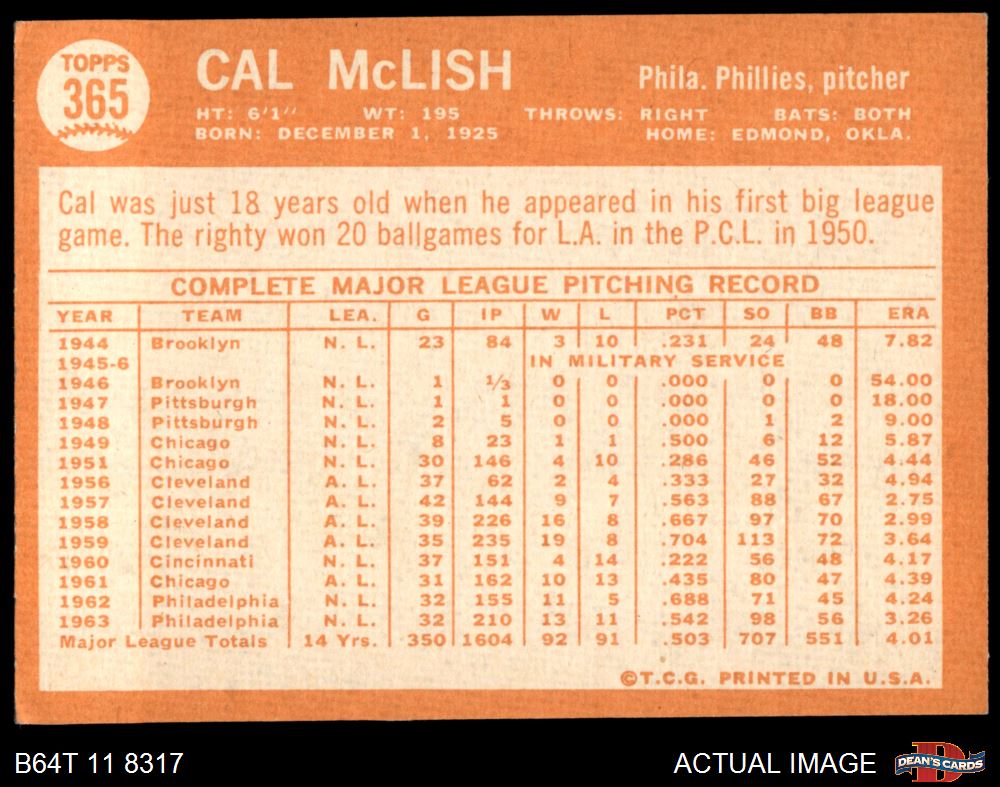 TOPPS
365
CAL McLISH
Phila. Phillies, pitcher
HT: 6'1" WT: 195 THROWS: RIGHT BATS: BOTH
BORN: DECEMBER 1, 1925 HOME: EDMOND, OKLA.
Cal was just 18 years old when he appeared in his first big league
game. The righty won 20 ballgames for L.A. in the P.C.L. in 1950.
COMPLETE MAJOR LEAGUE PITCHING RECORD
YEAR TEAM LEA. G IP W L PCT SO BB ERA
1944 Brooklyn N. L. 23 84 3 10 .231 24 48 7.82
1945-6 IN MILITARY SERVICE
1946 Brooklyn N. L. 1 1/3 0 0 .000 0 0 54.00
1947 Pittsburgh N. L. 1 1 0 0 .000 0 0 18.00
1948 Pittsburgh N. L. 2 5 0 0 .000 1 2 9.00
1949 Chicago N. L. 8 23 1 1 .500 6 12 5.87
1951 Chicago N. L. 30 146 4 10 .286 46 52 4.44
1956 Cleveland A. L. 37 62 2 4 .333 27 32 4.94
1957 Cleveland A. L. 42 144 9 7 .563 88 67 2.75
1958 Cleveland A. L. 39 226 16 8 .667 97 70 2.99
1959 Cleveland A. L. 35 235 19 8 .704 113 72 3.64
1960 Cincinnati N. L. 37 151 4 14 .222 56 48 4.17
1961 Chicago A. L. 31 162 10 13 .435 80 47 4.39
1962 Philadelphia N. L. 32 155 11 5 .688 71 45 4.24
1963 Philadelphia N. L. 32 210 13 11 .542 98 56 3.26
Major League Totals 14 Yrs. 350 1604 92 91 .503 707 551 4.01
©T.C.G. PRINTED IN U.S.A.
B64T 11 8317 ACTUAL IMAGE
DEAN'S CARDS